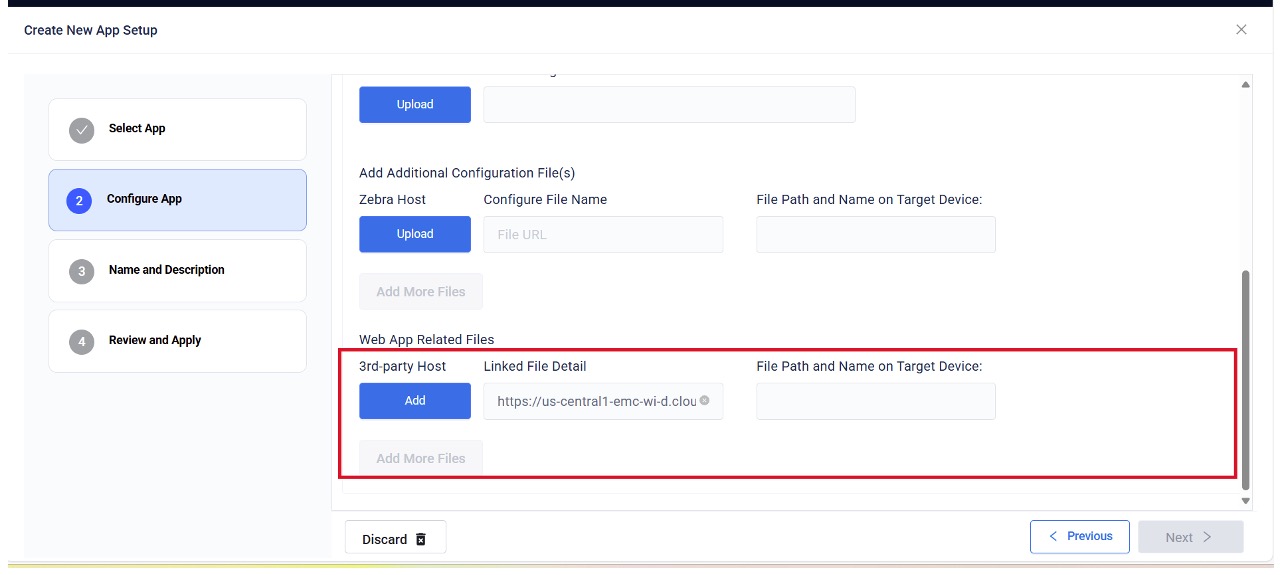 Create New App Setup
Select App
2 Configure App
3 Name and Description
4 Review and Apply
Upload
Add Additional Configuration File(s)
Zebra Host Configure File Name File Path and Name on Target Device:
Upload File URL
Add More Files
Web App Related Files
3rd-party Host Linked File Detail File Path and Name on Target Device:
Add https://us-central1-emc-wi-d.clou
Add More Files
Discard Previous Next